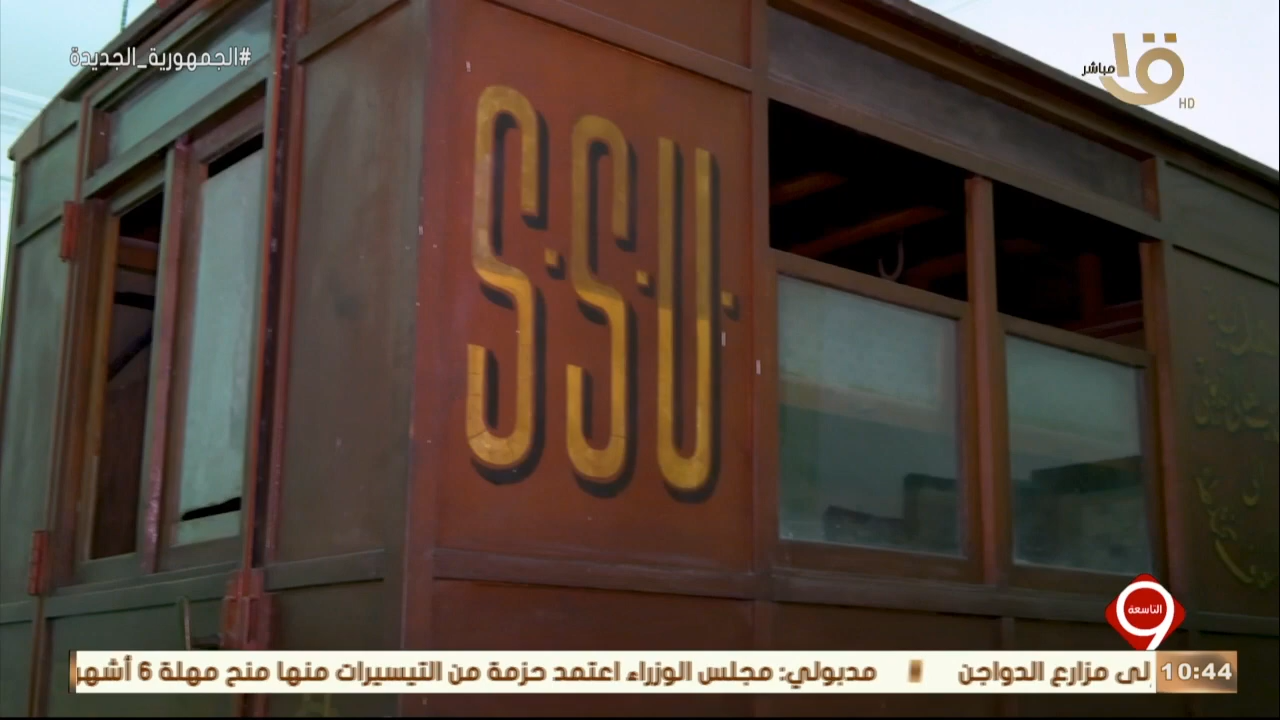 #الجمهورية_الجديدة
مباشر
HD
S·S·U·
التاسعة
9
لى مزارع الدواجن
مدبولي: مجلس الوزراء اعتمد حزمة من التيسيرات منها منح مهلة 6 أشهر
10:44